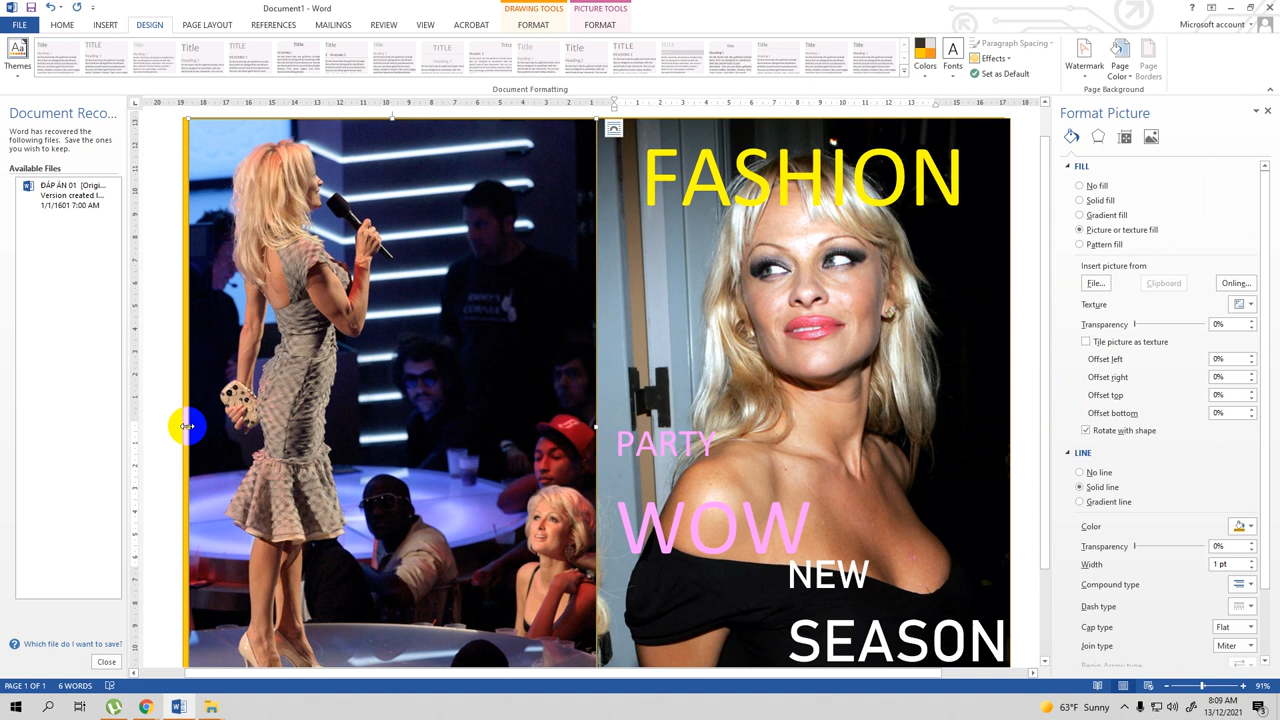 Document1 - Word
DRAWING TOOLS
PICTURE TOOLS
FILE
HOME
INSERT
DESIGN
PAGE LAYOUT
REFERENCES
MAILINGS
REVIEW
VIEW
ACROBAT
FORMAT
FORMAT
Microsoft account
Themes
Colors
Fonts
Paragraph Spacing
Effects
Set as Default
Watermark
Page Color
Page Borders
Document Formatting
Page Background
Document Reco...
Word has recovered the
following files. Save the ones
you wish to keep.
Available Files
ĐÁP ÁN 01 [Origi...
Version created l...
1/1/1601 7:00 AM
Which file do I want to save?
Close
FASHION
PARTY
WOW
NEW
SEASON
Format Picture
FILL
No fill
Solid fill
Gradient fill
Picture or texture fill
Pattern fill
Insert picture from
File...
Clipboard
Online...
Texture
Transparency
0%
Tile picture as texture
Offset left
0%
Offset right
0%
Offset top
0%
Offset bottom
0%
Rotate with shape
LINE
No line
Solid line
Gradient line
Color
Transparency
0%
Width
1 pt
Compound type
Dash type
Cap type
Flat
Join type
Miter
Begin Arrow type
PAGE 1 OF 1
6 WORDS
91%
63°F Sunny
8:09 AM
13/12/2021